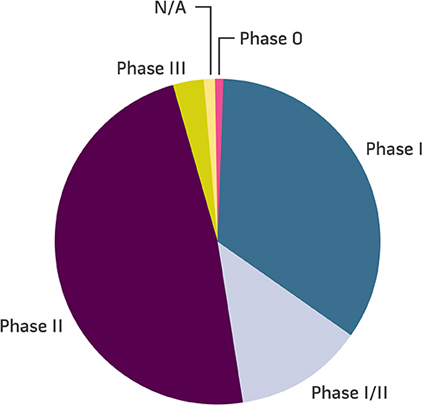 N/A
Phase 0
Phase III
Phase I
Phase II
Phase I/II